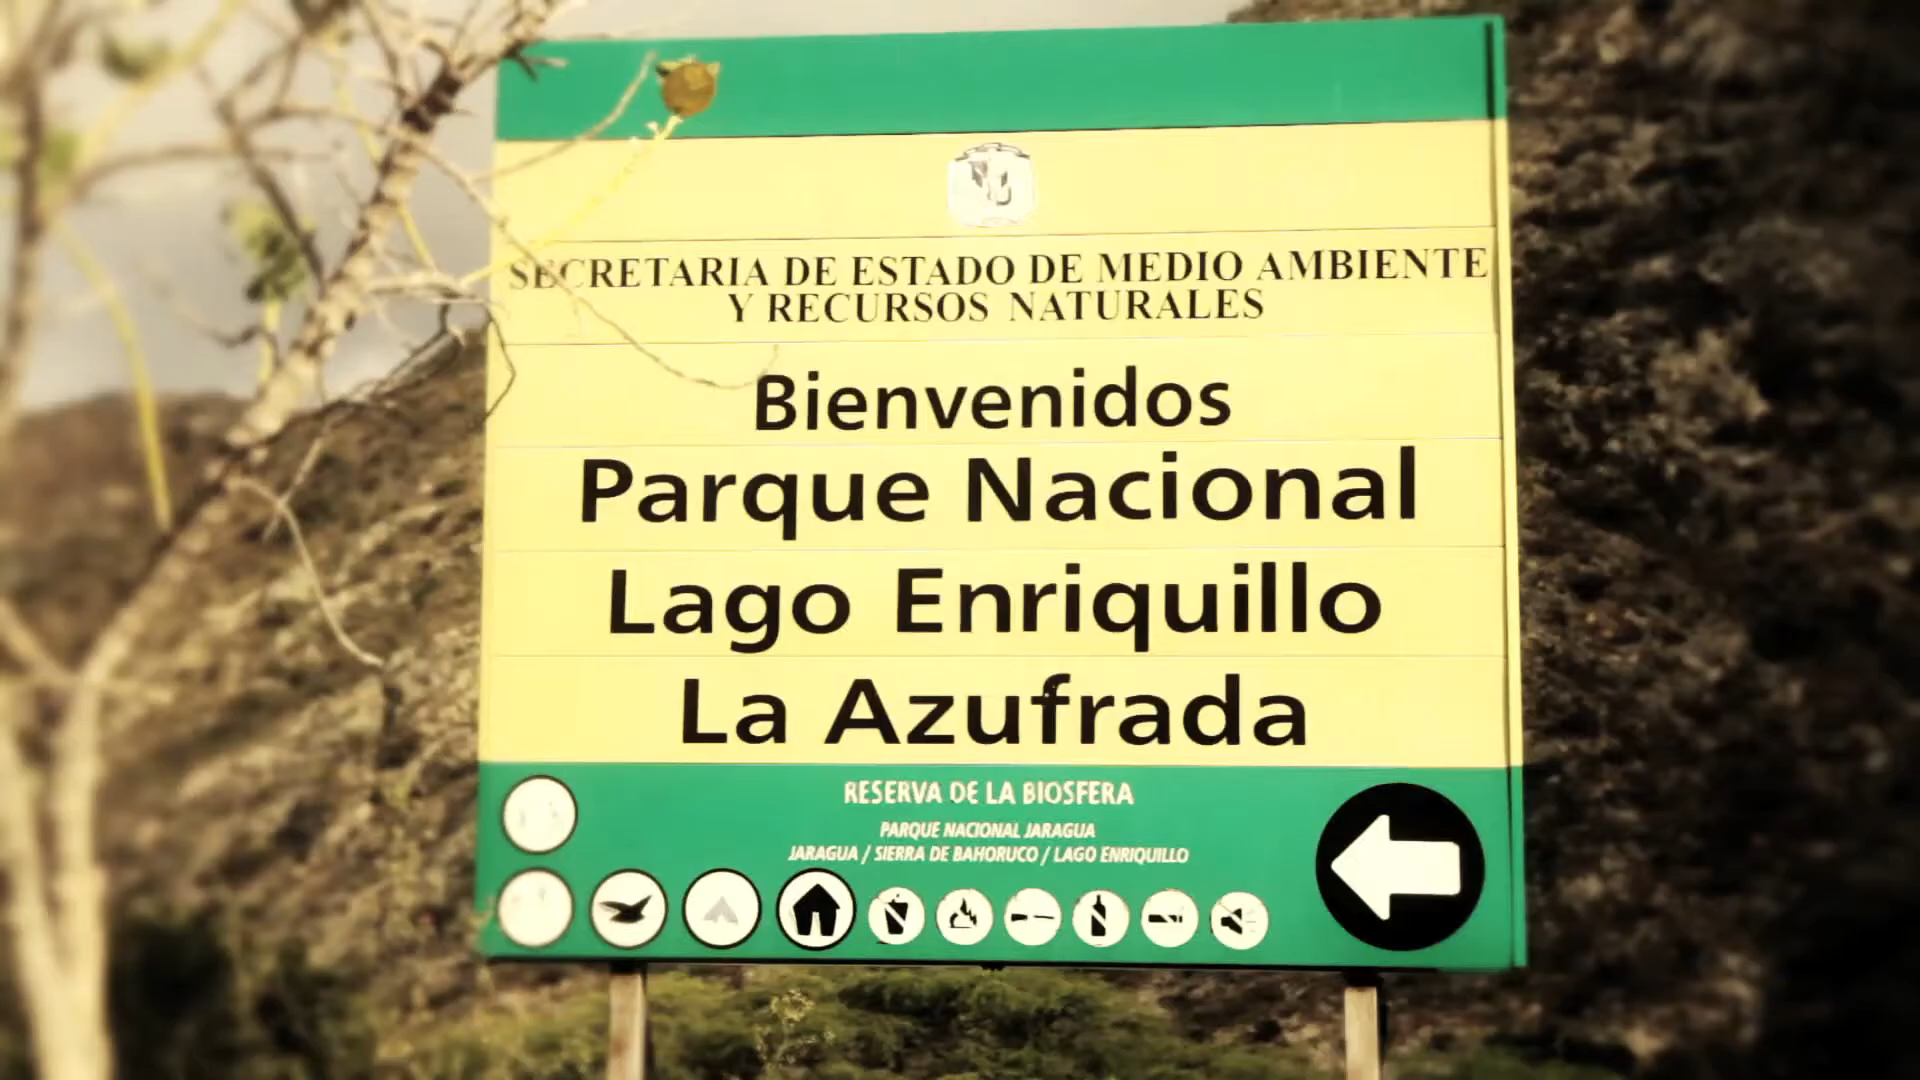 SECRETARIA DE ESTADO DE MEDIO AMBIENTE
Y RECURSOS NATURALES
Bienvenidos
Parque Nacional
Lago Enriquillo
La Azufrada
RESERVA DE LA BIOSFERA
PARQUE NACIONAL JARAGUA
JARAGUA / SIERRA DE BAHORUCO / LAGO ENRIQUILLO